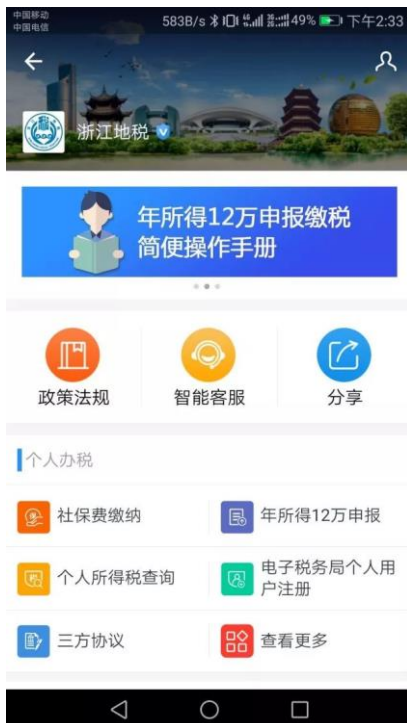 中国移动
中国电信
583B/s 49% 下午2:33
浙江地税
年所得12万申报缴税
简便操作手册
政策法规 智能客服 分享
个人办税
社保费缴纳 年所得12万申报
个人所得税查询 电子税务局个人用
户注册
三方协议 查看更多